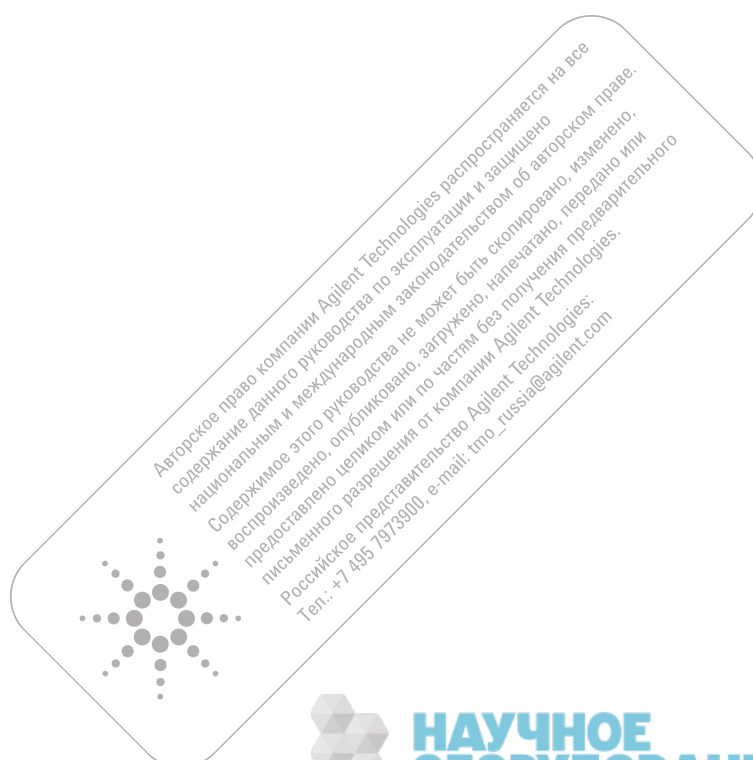 Авторское право компании Agilent Technologies распространяется на все
содержание данного руководства по эксплуатации и защищено
национальным и международным законодательством об авторском праве.
Содержимое этого руководства не может быть скопировано, изменено,
воспроизведено, опубликовано, загружено, напечатано, передано или
предоставлено целиком или по частям без получения предварительного
письменного разрешения от компании Agilent Technologies.
Российское представительство Agilent Technologies:
Тел.: +7 495 7973900, e-mail: tmo_russia@agilent.com
НАУЧНОЕ